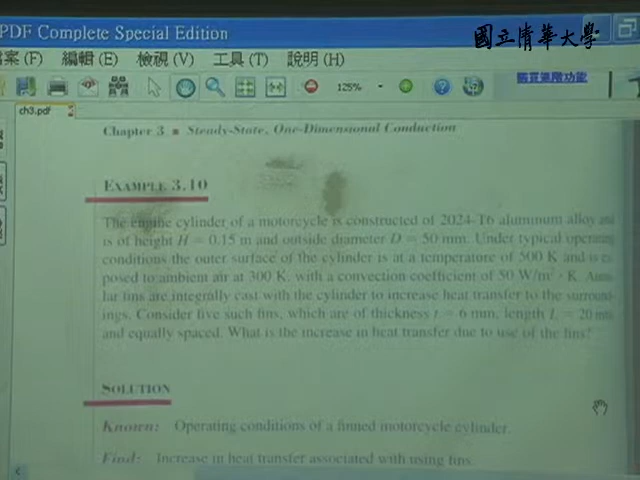 PDF Complete Special Edition
國立清華大學
檔案 (F) 編輯 (E) 檢視 (V) 工具 (T) 說明 (H)
125%
ch3.pdf
Chapter 3 ■ Steady-State, One-Dimensional Conduction
EXAMPLE 3.10
The engine cylinder of a motorcycle is constructed of 2024-T6 aluminum alloy and
is of height H = 0.15 m and outside diameter D = 50 mm. Under typical operating
conditions the outer surface of the cylinder is at a temperature of 500 K and is ex-
posed to ambient air at 300 K, with a convection coefficient of 50 W/m² · K. Annu-
lar fins are integrally cast with the cylinder to increase heat transfer to the surround-
ings. Consider five such fins, which are of thickness t = 6 mm, length L = 20 mm
and equally spaced. What is the increase in heat transfer due to use of the fins?
SOLUTION
Known: Operating conditions of a finned motorcycle cylinder.
Find: Increase in heat transfer associated with using fins.